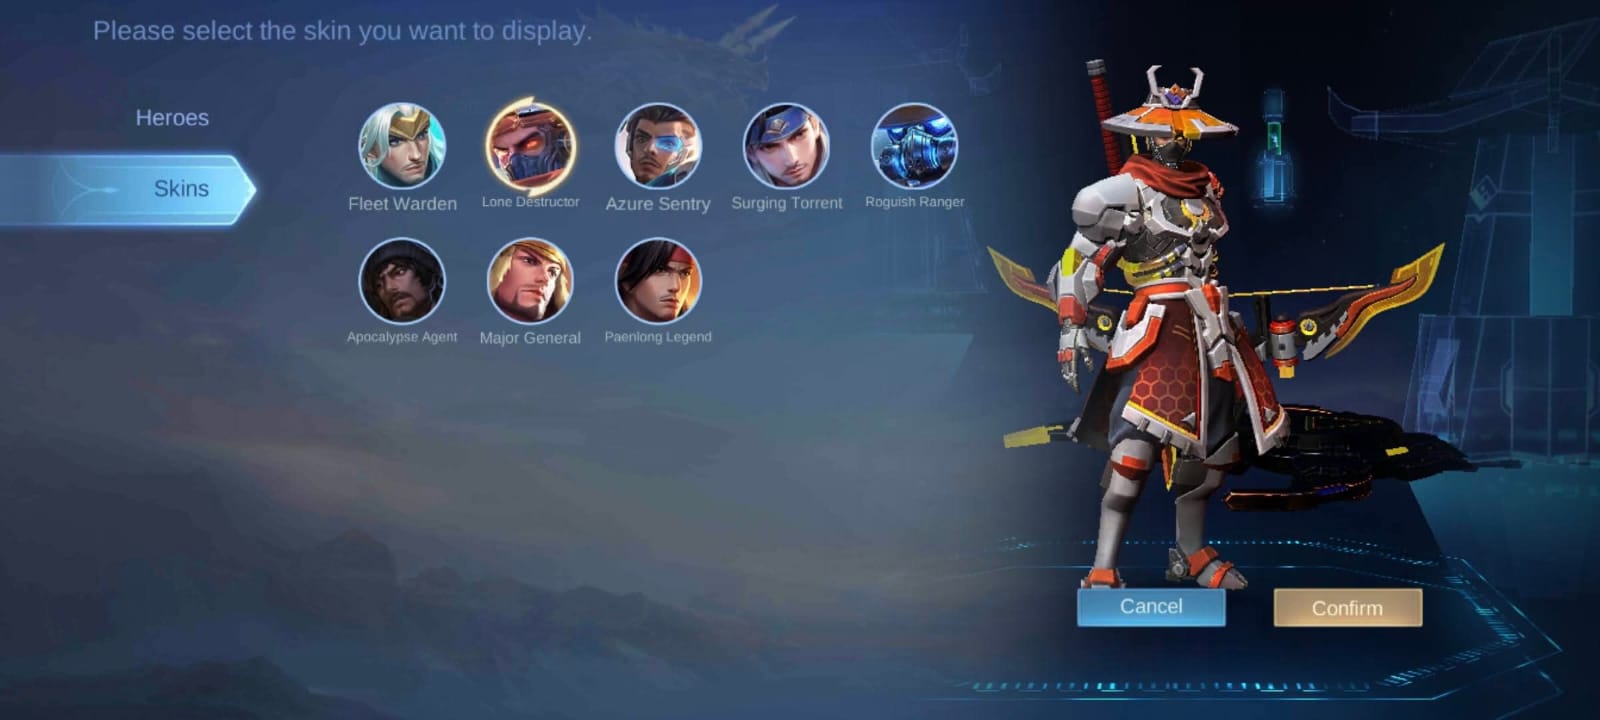 Please select the skin you want to display.
Heroes
Skins
Fleet Warden
Lone Destructor
Azure Sentry
Surging Torrent
Roguish Ranger
Apocalypse Agent
Major General
Paenlong Legend
Cancel
Confirm